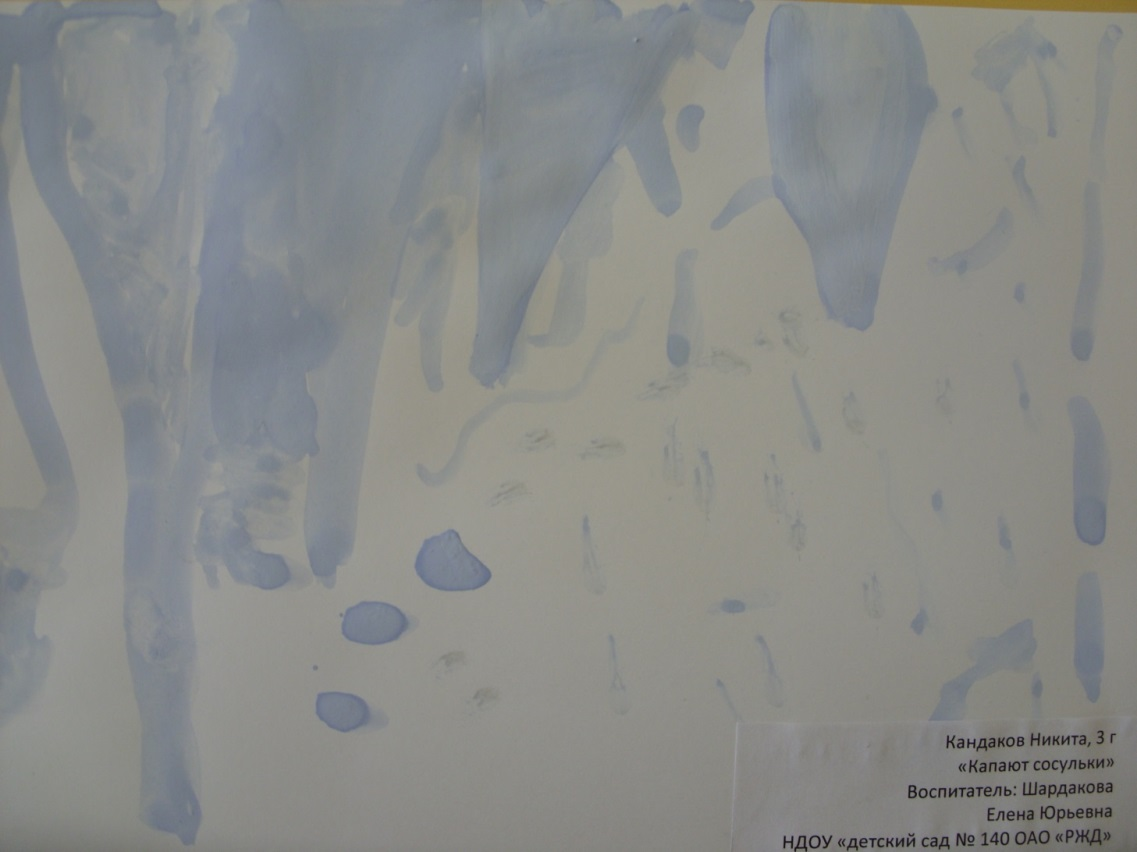 Кандаков Никита, 3 г
«Капают сосульки»
Воспитатель: Шардакова
Елена Юрьевна
НДОУ «детский сад № 140 ОАО «РЖД»